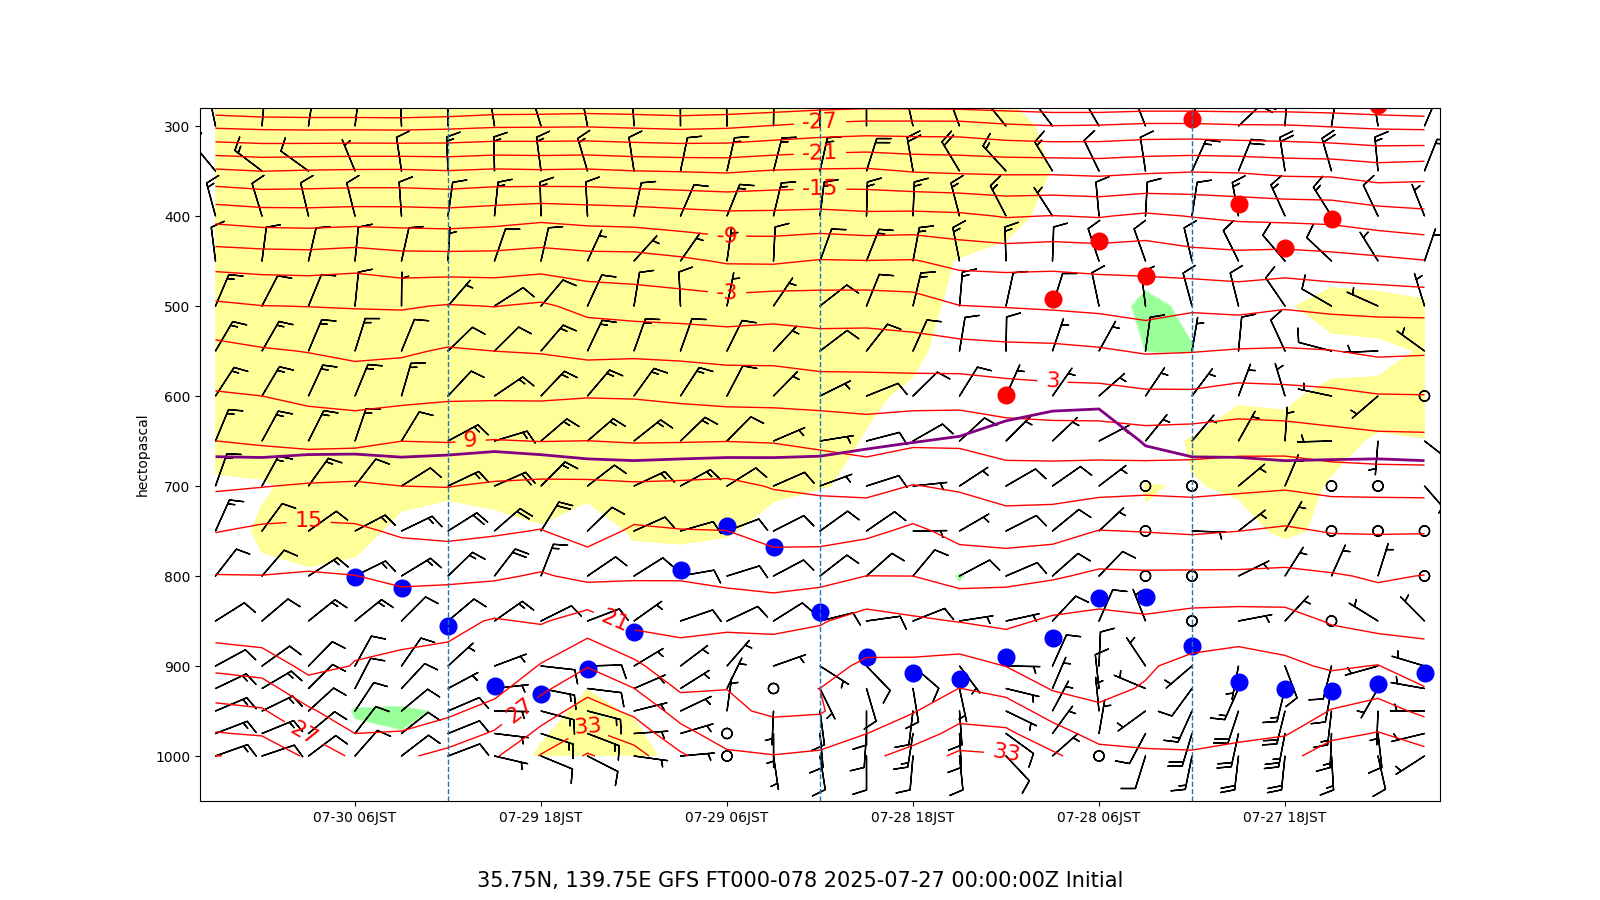 300
400
500
600
700
800
900
1000
hectopascal
-27
-21
-15
-9
-3
3
9
15
21
27
27
33
33
07-30 06JST
07-29 18JST
07-29 06JST
07-28 18JST
07-28 06JST
07-27 18JST
35.75N, 139.75E GFS FT000-078 2025-07-27 00:00:00Z Initial